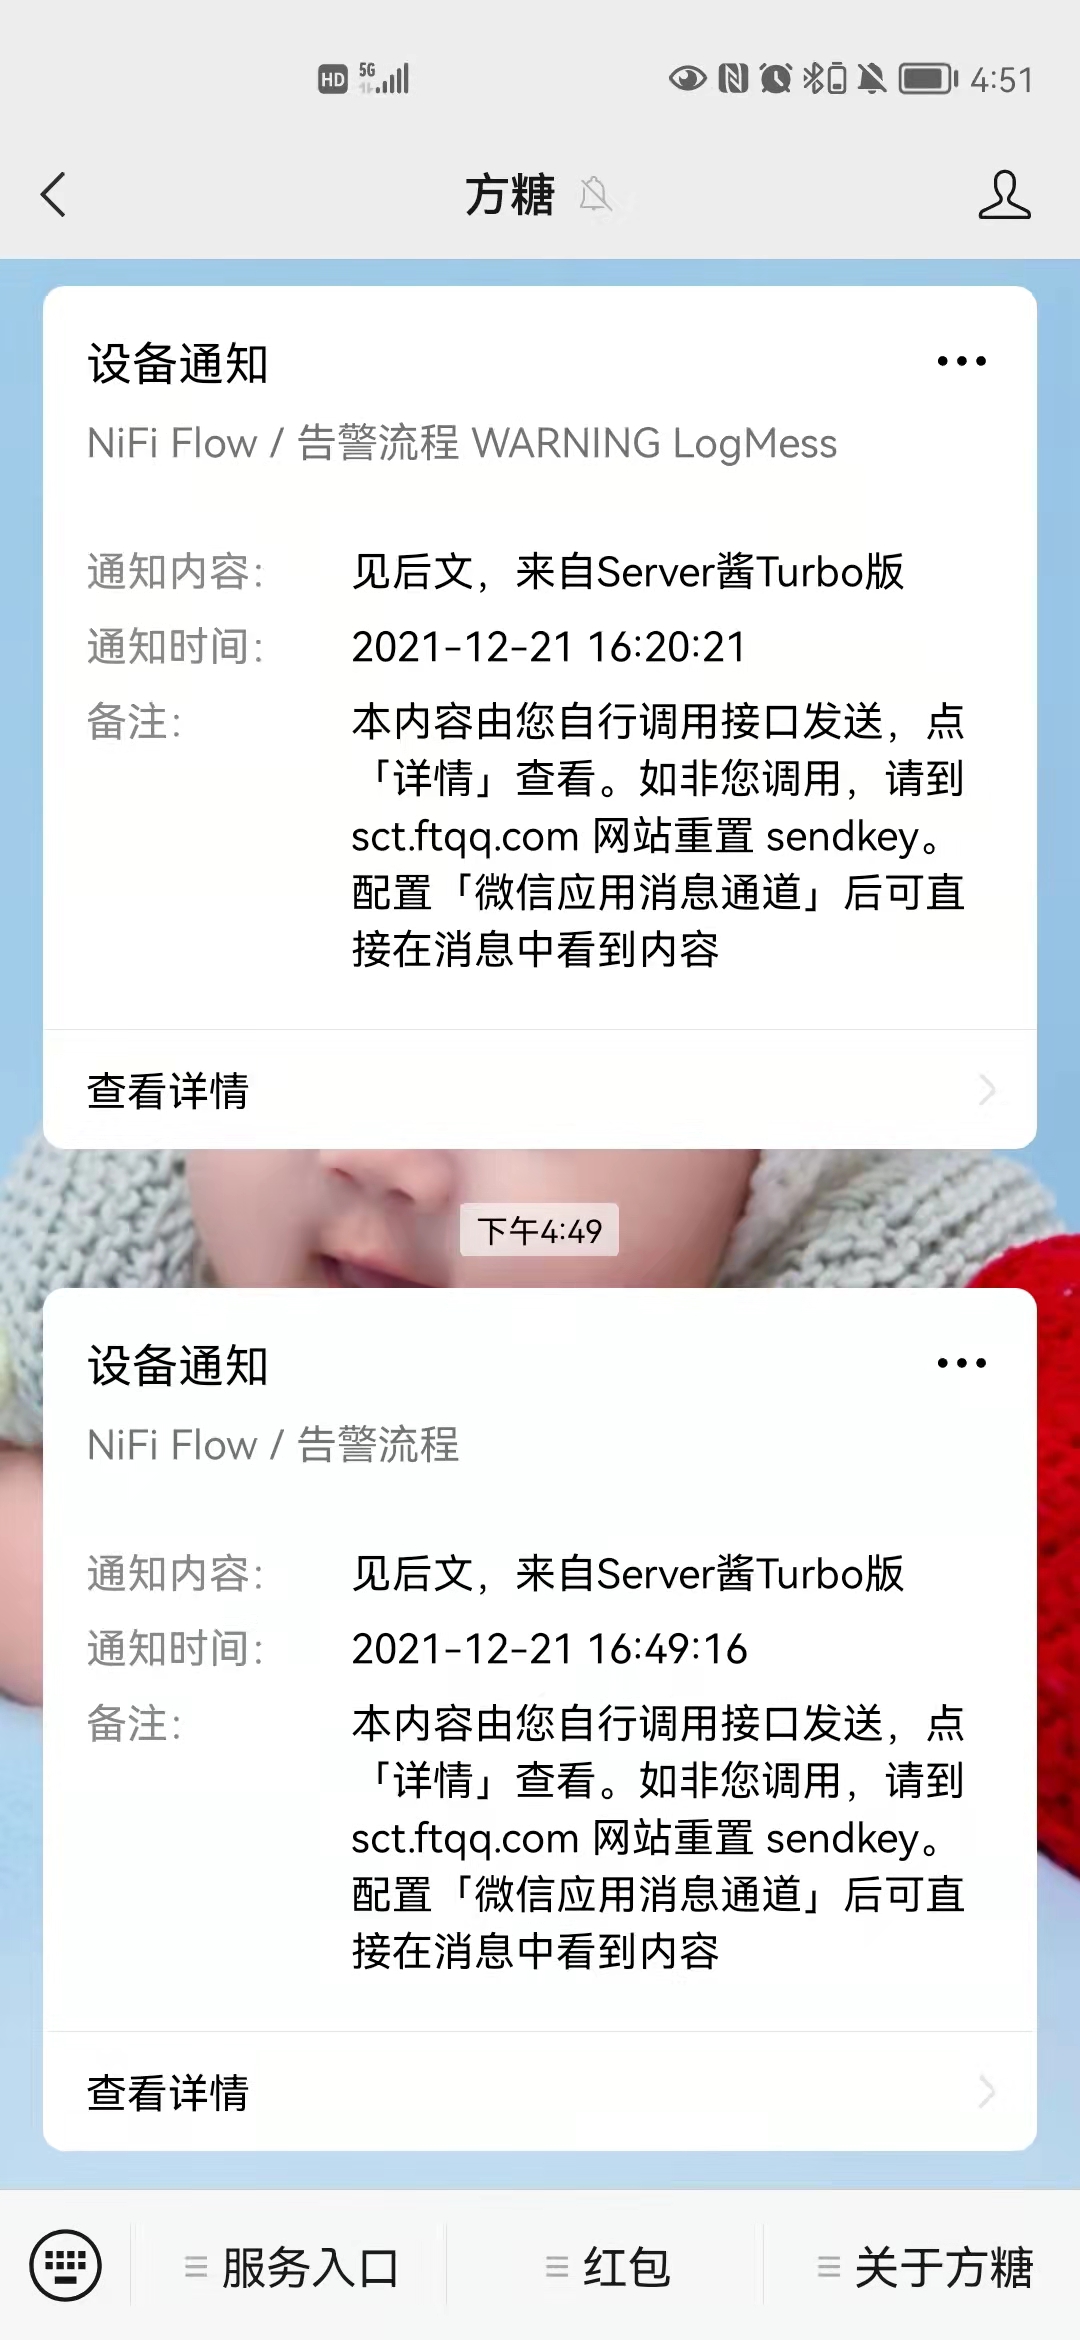 HD 5G 4:51
方糖
设备通知
NiFi Flow / 告警流程 WARNING LogMess
通知内容： 见后文，来自Server酱Turbo版
通知时间： 2021-12-21 16:20:21
备注： 本内容由您自行调用接口发送，点
「详情」查看。如非您调用，请到
sct.ftqq.com 网站重置 sendkey。
配置「微信应用消息通道」后可直
接在消息中看到内容
查看详情
下午4:49
设备通知
NiFi Flow / 告警流程
通知内容： 见后文，来自Server酱Turbo版
通知时间： 2021-12-21 16:49:16
备注： 本内容由您自行调用接口发送，点
「详情」查看。如非您调用，请到
sct.ftqq.com 网站重置 sendkey。
配置「微信应用消息通道」后可直
接在消息中看到内容
查看详情
服务入口 红包 关于方糖